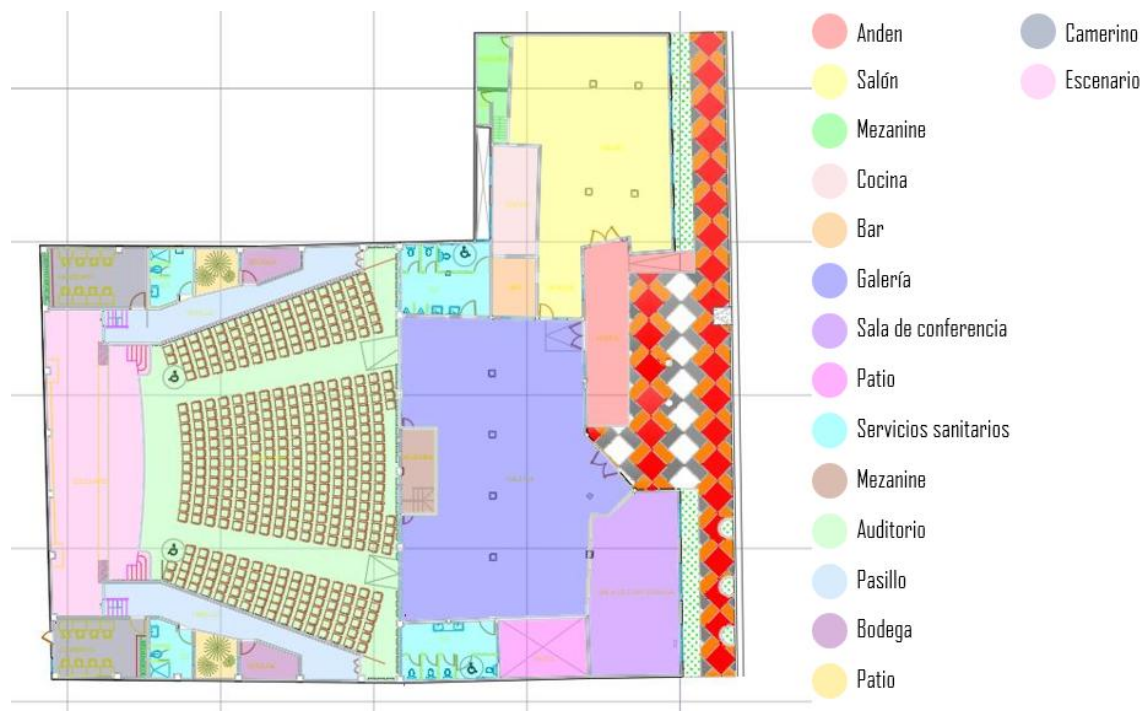 Anden
Salón
Mezanine
Cocina
Bar
Galería
Sala de conferencia
Patio
Servicios sanitarios
Mezanine
Auditorio
Pasillo
Bodega
Patio
Camerino
Escenario